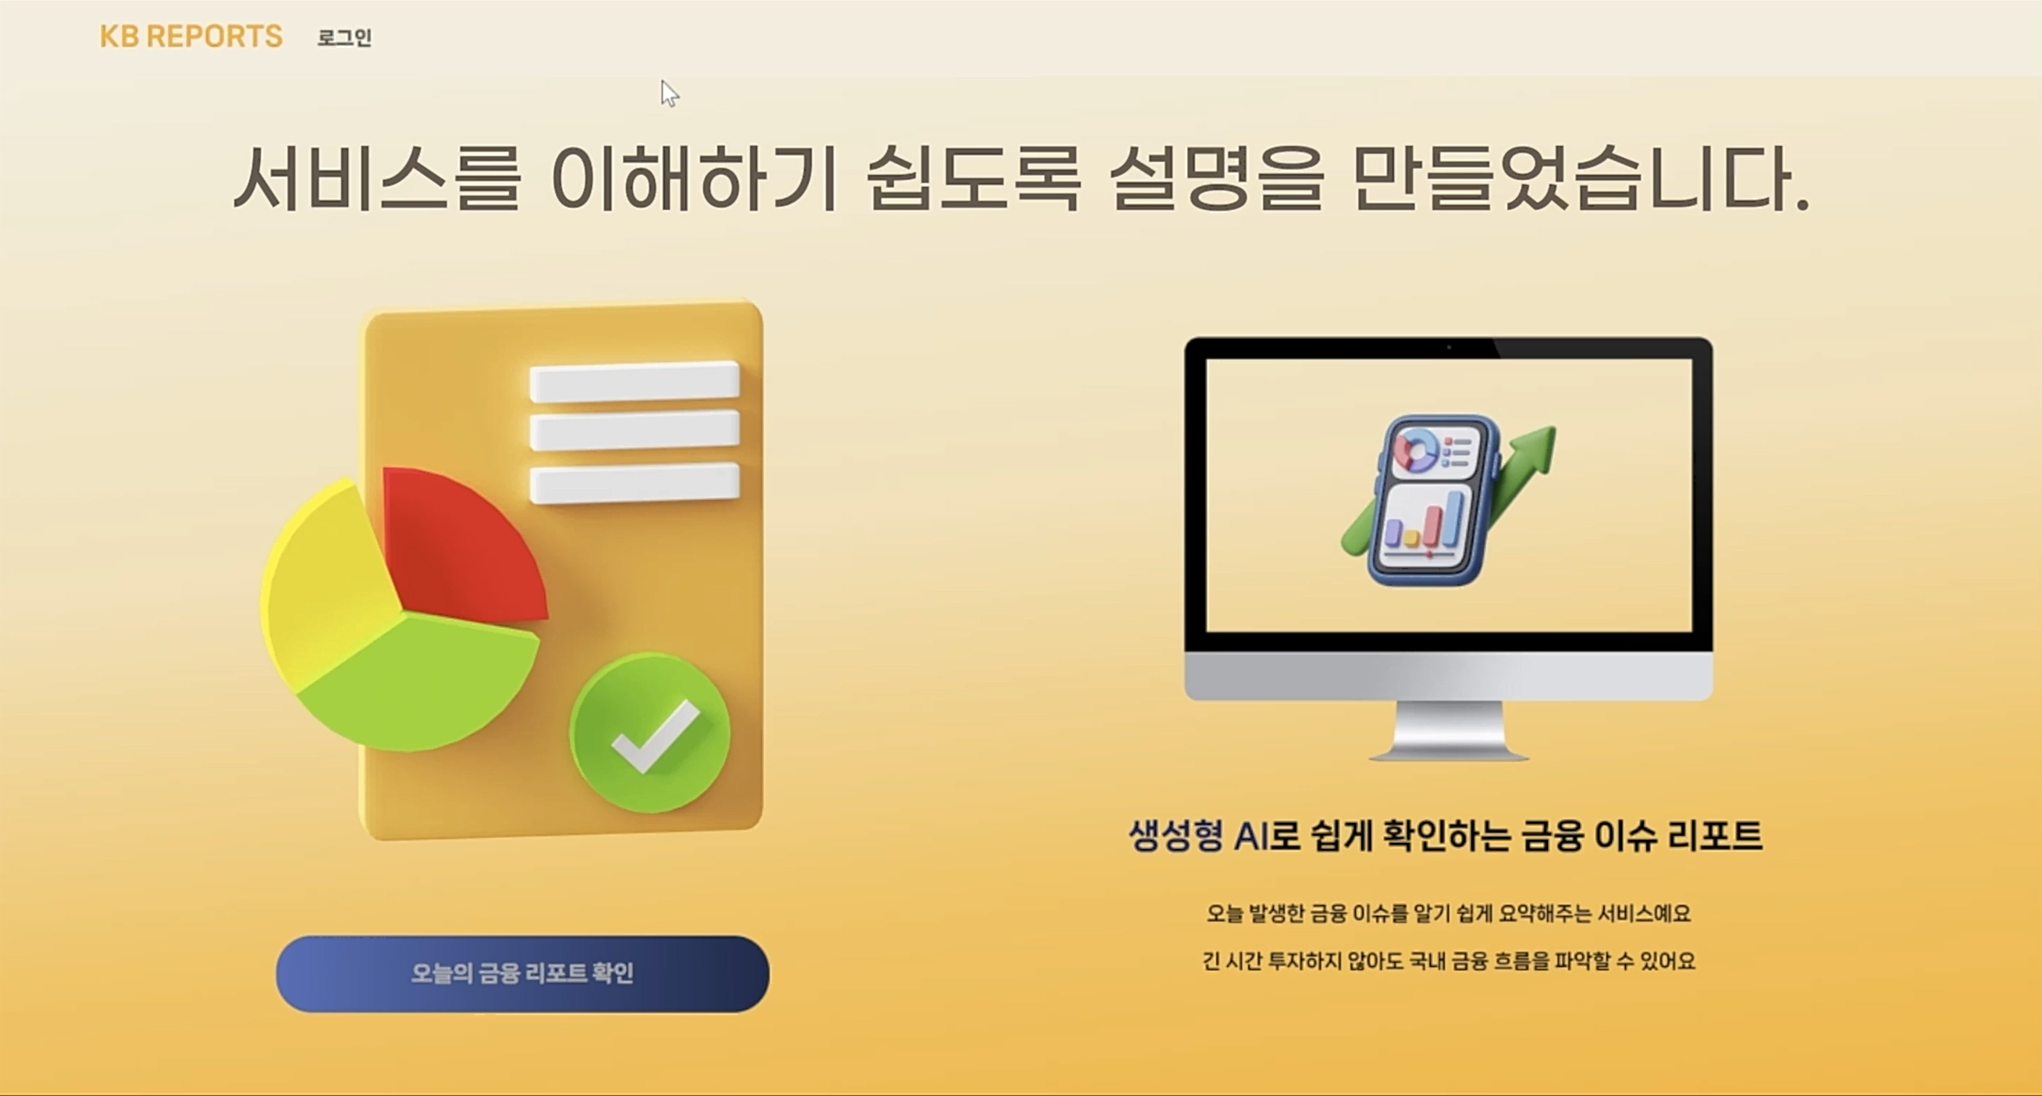 KB REPORTS
로그인
서비스를 이해하기 쉽도록 설명을 만들었습니다.
생성형 AI로 쉽게 확인하는 금융 이슈 리포트
오늘 발생한 금융 이슈를 알기 쉽게 요약해주는 서비스예요
긴 시간 투자하지 않아도 국내 금융 흐름을 파악할 수 있어요
오늘의 금융 리포트 확인